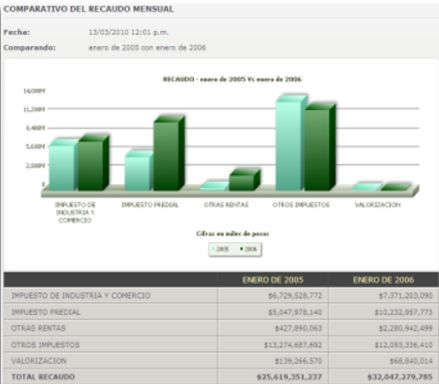 COMPARATIVO DEL RECAUDO MENSUAL
Fecha: 13/03/2010 12:01 p.m.
Comparando: enero de 2005 con enero de 2006
RECAUDO - enero de 2005 Vs enero de 2006
14,000M
11,200M
8,400M
5,600M
2,800M
IMPUESTO DE INDUSTRIA Y COMERCIO
IMPUESTO PREDIAL
OTRAS RENTAS
OTROS IMPUESTOS
VALORIZACION
Cifras en miles de pesos
2005 2006
ENERO DE 2005 ENERO DE 2006
IMPUESTO DE INDUSTRIA Y COMERCIO $6,729,528,772 $7,371,203,090
IMPUESTO PREDIAL $5,047,978,140 $10,232,957,773
OTRAS RENTAS $427,890,063 $2,280,942,499
OTROS IMPUESTOS $13,274,687,692 $12,093,336,410
VALORIZACION $139,266,570 $68,840,014
TOTAL RECAUDO $25,619,351,237 $32,047,279,785